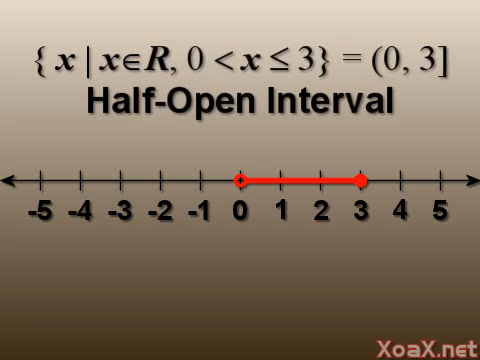 { x | x∈R, 0 < x ≤ 3} = (0, 3]
Half-Open Interval
-5 -4 -3 -2 -1 0 1 2 3 4 5
XoaX.net